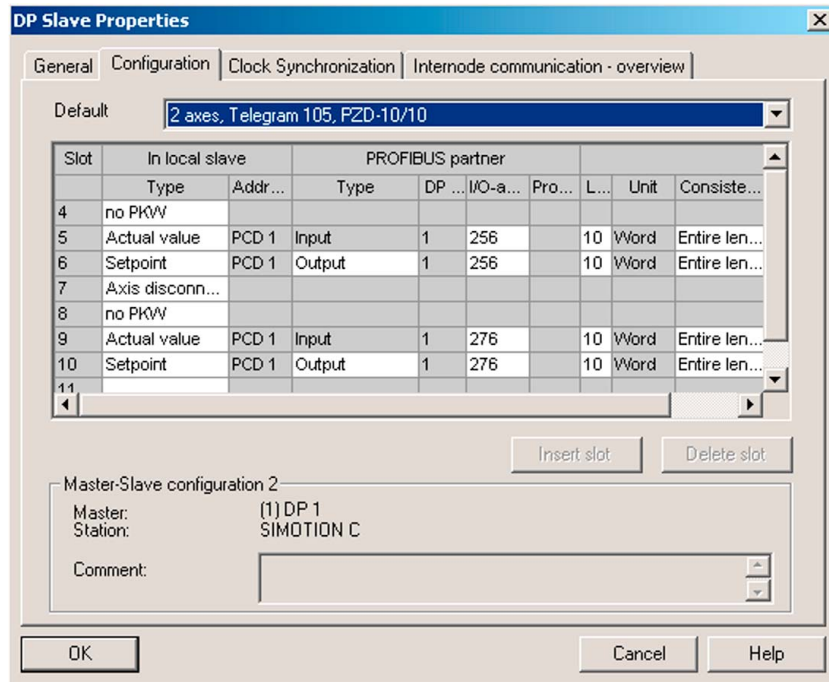 DP Slave Properties
General Configuration Clock Synchronization Internode communication - overview
Default 2 axes, Telegram 105, PZD-10/10
Slot In local slave PROFIBUS partner
Type Addr... Type DP ... I/O-a... Pro... L... Unit Consiste...
4 no PKW
5 Actual value PCD 1 Input 1 256 10 Word Entire len...
6 Setpoint PCD 1 Output 1 256 10 Word Entire len...
7 Axis disconn...
8 no PKW
9 Actual value PCD 1 Input 1 276 10 Word Entire len...
10 Setpoint PCD 1 Output 1 276 10 Word Entire len...
11
Insert slot Delete slot
Master-Slave configuration 2
Master: (1) DP 1
Station: SIMOTION C
Comment:
OK Cancel Help